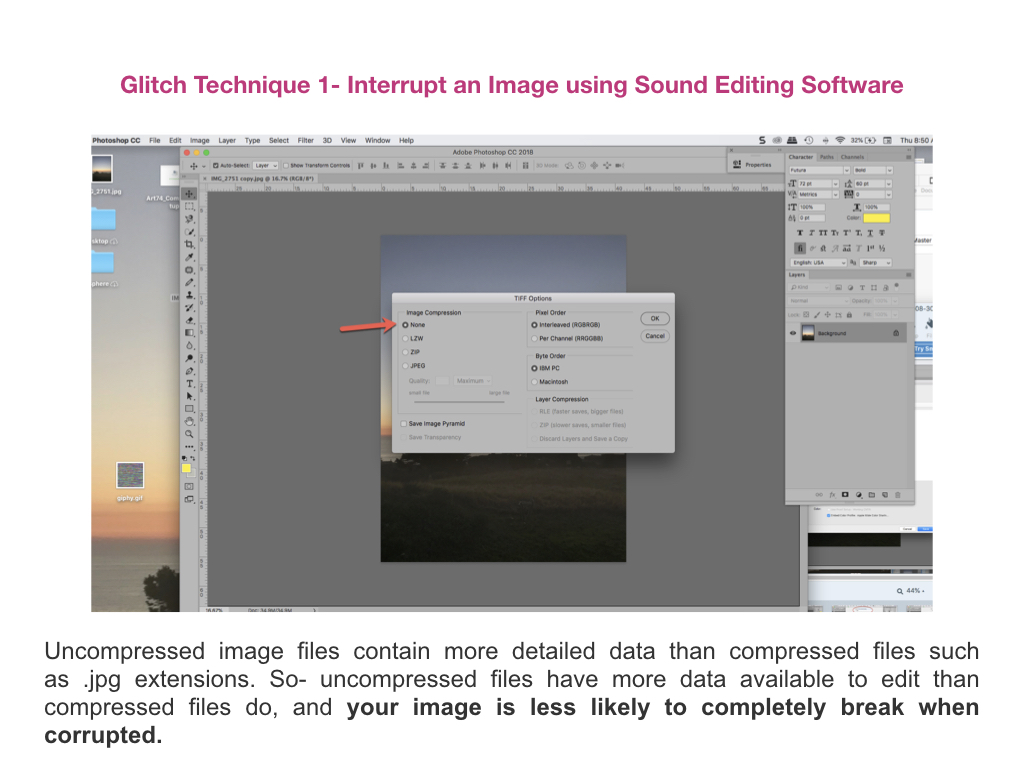 Glitch Technique 1- Interrupt an Image using Sound Editing Software
Photoshop CC File Edit Image Layer Type Select Filter 3D View Window Help
32%
Thu 8:50
Adobe Photoshop CC 2018
Auto-Select: Layer
Show Transform Controls
3D Mode:
Properties
IMG_2751 copy.jpg @ 16.7% (RGB/8*)
Character Paths Channels
Futura
Bold
72 pt
60 pt
Metrics
0
100%
100%
0 pt
Color:
English: USA
Sharp
Layers
Kind
Normal
Opacity:
Lock:
Fill:
Background
giphy.gif
TIFF Options
Image Compression
None
LZW
ZIP
JPEG
Quality:
Maximum
small file
large file
Save Image Pyramid
Save Transparency
Pixel Order
Interleaved (RGBRGB)
Per Channel (RRGGBB)
Byte Order
IBM PC
Macintosh
Layer Compression
RLE (faster saves, bigger files)
ZIP (slower saves, smaller files)
Discard Layers and Save a Copy
OK
Cancel
Master
44%
Uncompressed image files contain more detailed data than compressed files such
as .jpg extensions. So- uncompressed files have more data available to edit than
compressed files do, and your image is less likely to completely break when
corrupted.